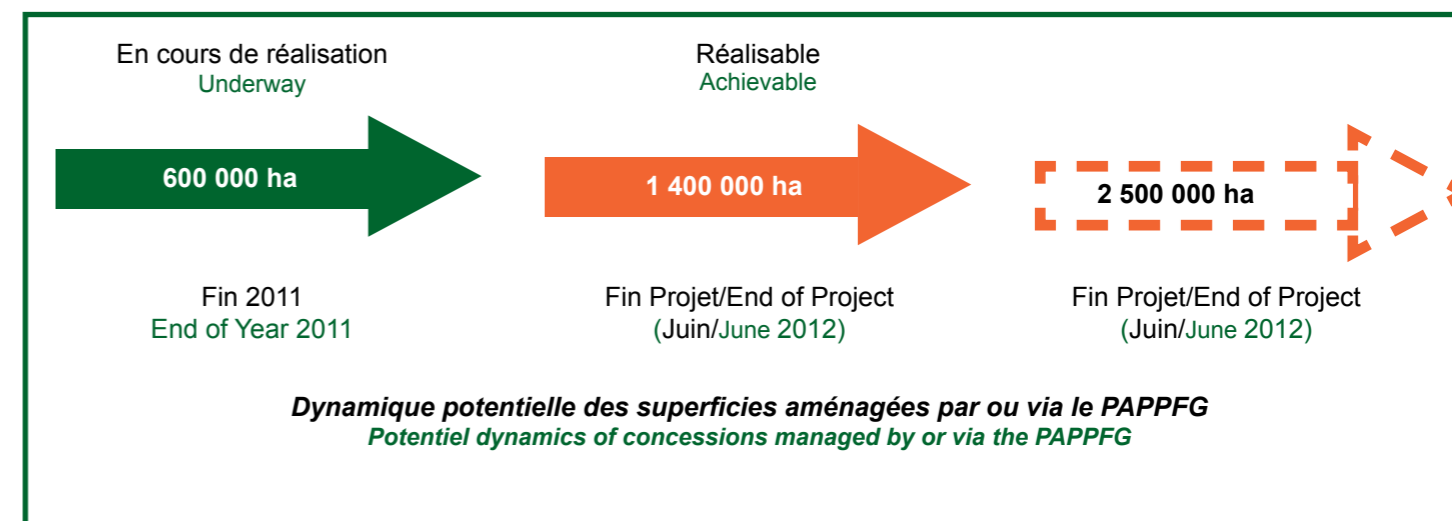 En cours de réalisation
Underway
Réalisable
Achievable
600 000 ha
1 400 000 ha
2 500 000 ha
Fin 2011
End of Year 2011
Fin Projet/End of Project
(Juin/June 2012)
Fin Projet/End of Project
(Juin/June 2012)
Dynamique potentielle des superficies aménagées par ou via le PAPPFG
Potentiel dynamics of concessions managed by or via the PAPPFG